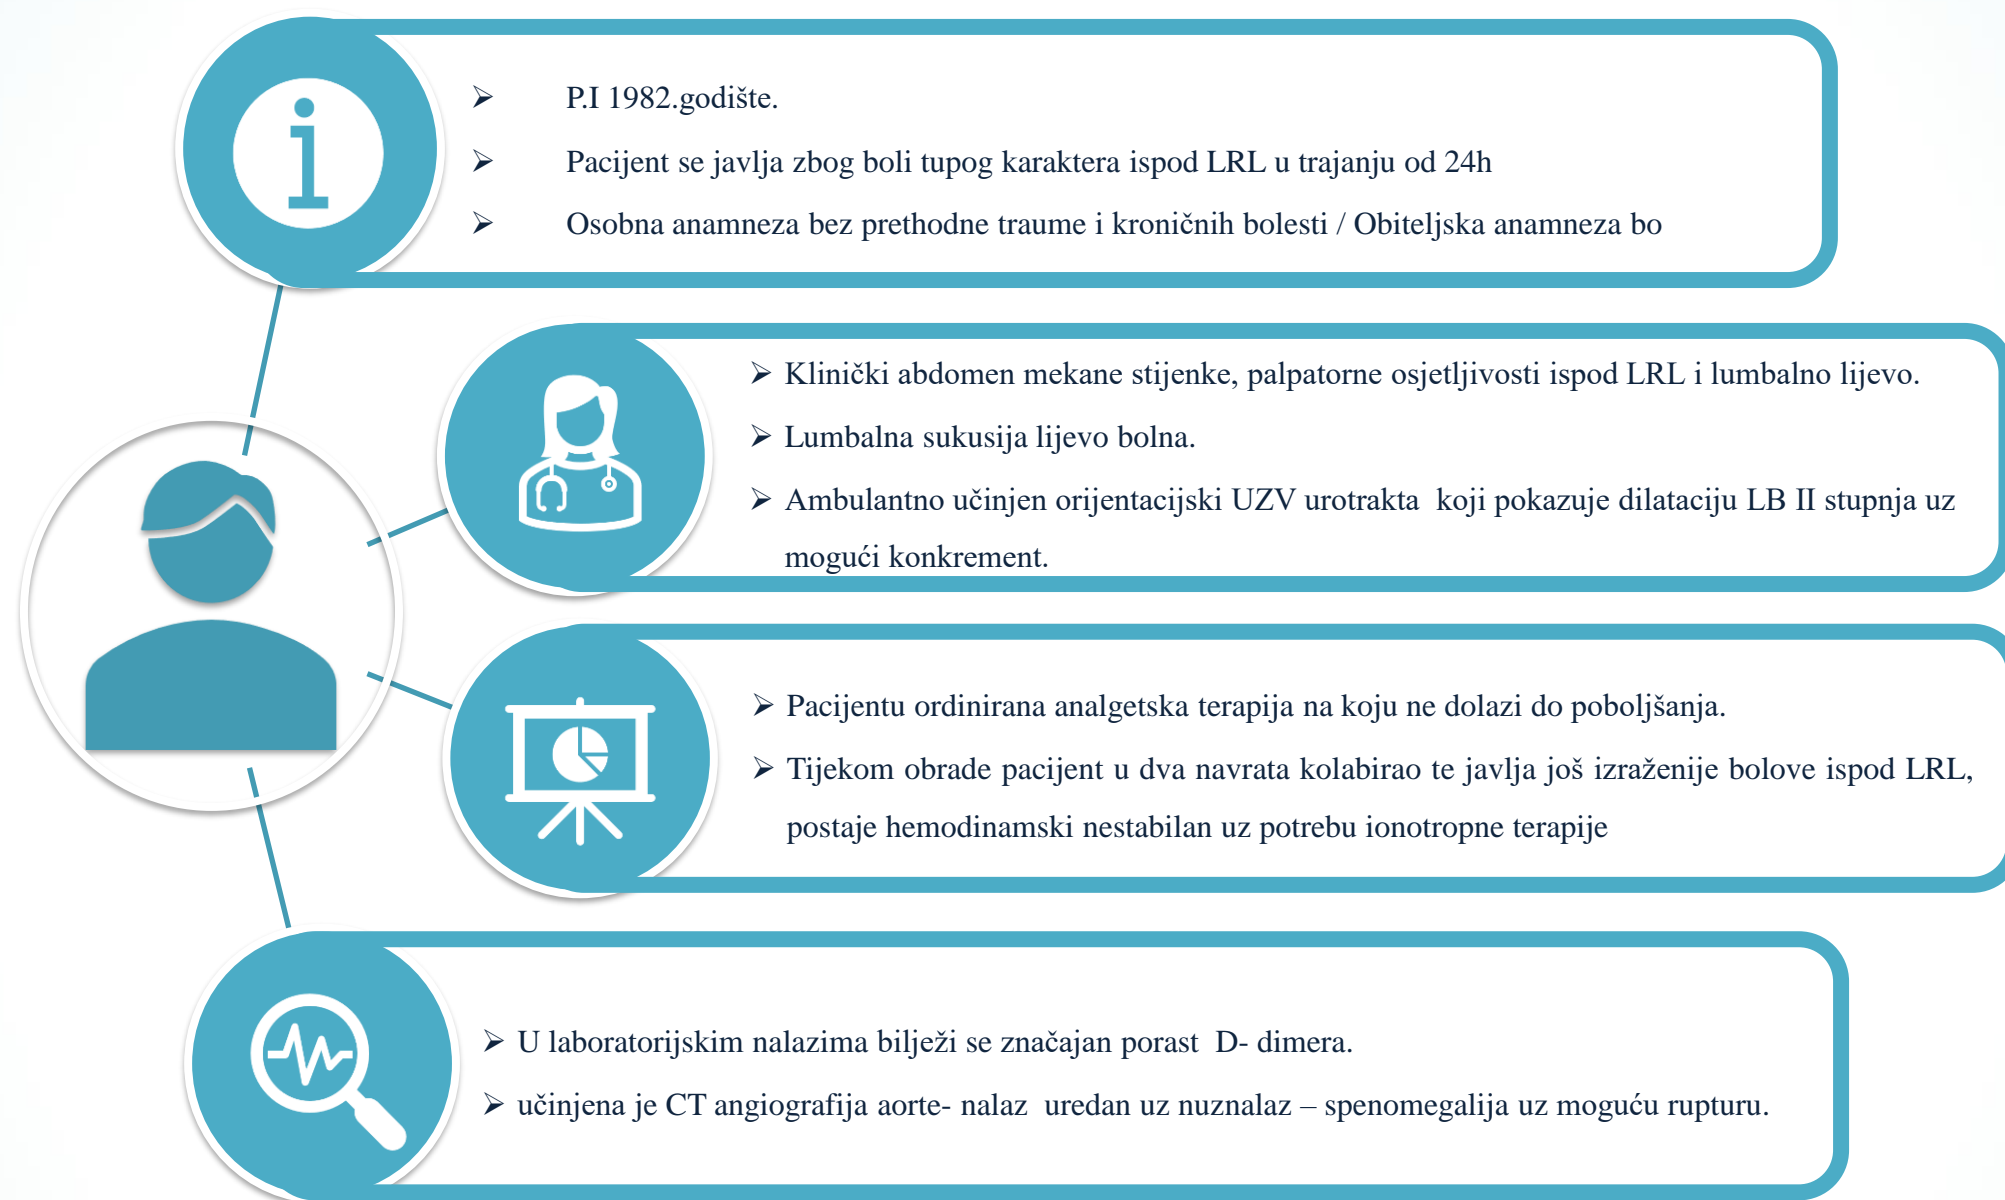 ➢ P.I 1982.godište.
➢ Pacijent se javlja zbog boli tupog karaktera ispod LRL u trajanju od 24h
➢ Osobna anamneza bez prethodne traume i kroničnih bolesti / Obiteljska anamneza bo
➢ Klinički abdomen mekane stijenke, palpatorne osjetljivosti ispod LRL i lumbalno lijevo.
➢ Lumbalna sukusija lijevo bolna.
➢ Ambulantno učinjen orijentacijski UZV urotrakta koji pokazuje dilataciju LB II stupnja uz
mogući konkrement.
➢ Pacijentu ordinirana analgetska terapija na koju ne dolazi do poboljšanja.
➢ Tijekom obrade pacijent u dva navrata kolabirao te javlja još izraženije bolove ispod LRL,
postaje hemodinamski nestabilan uz potrebu ionotropne terapije
➢ U laboratorijskim nalazima bilježi se značajan porast D- dimera.
➢ učinjena je CT angiografija aorte- nalaz uredan uz nuznalaz – spenomegalija uz moguću rupturu.